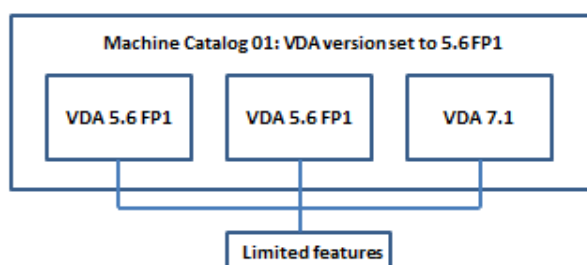 Machine Catalog 01: VDA version set to 5.6 FP1
VDA 5.6 FP1
VDA 5.6 FP1
VDA 7.1
Limited features